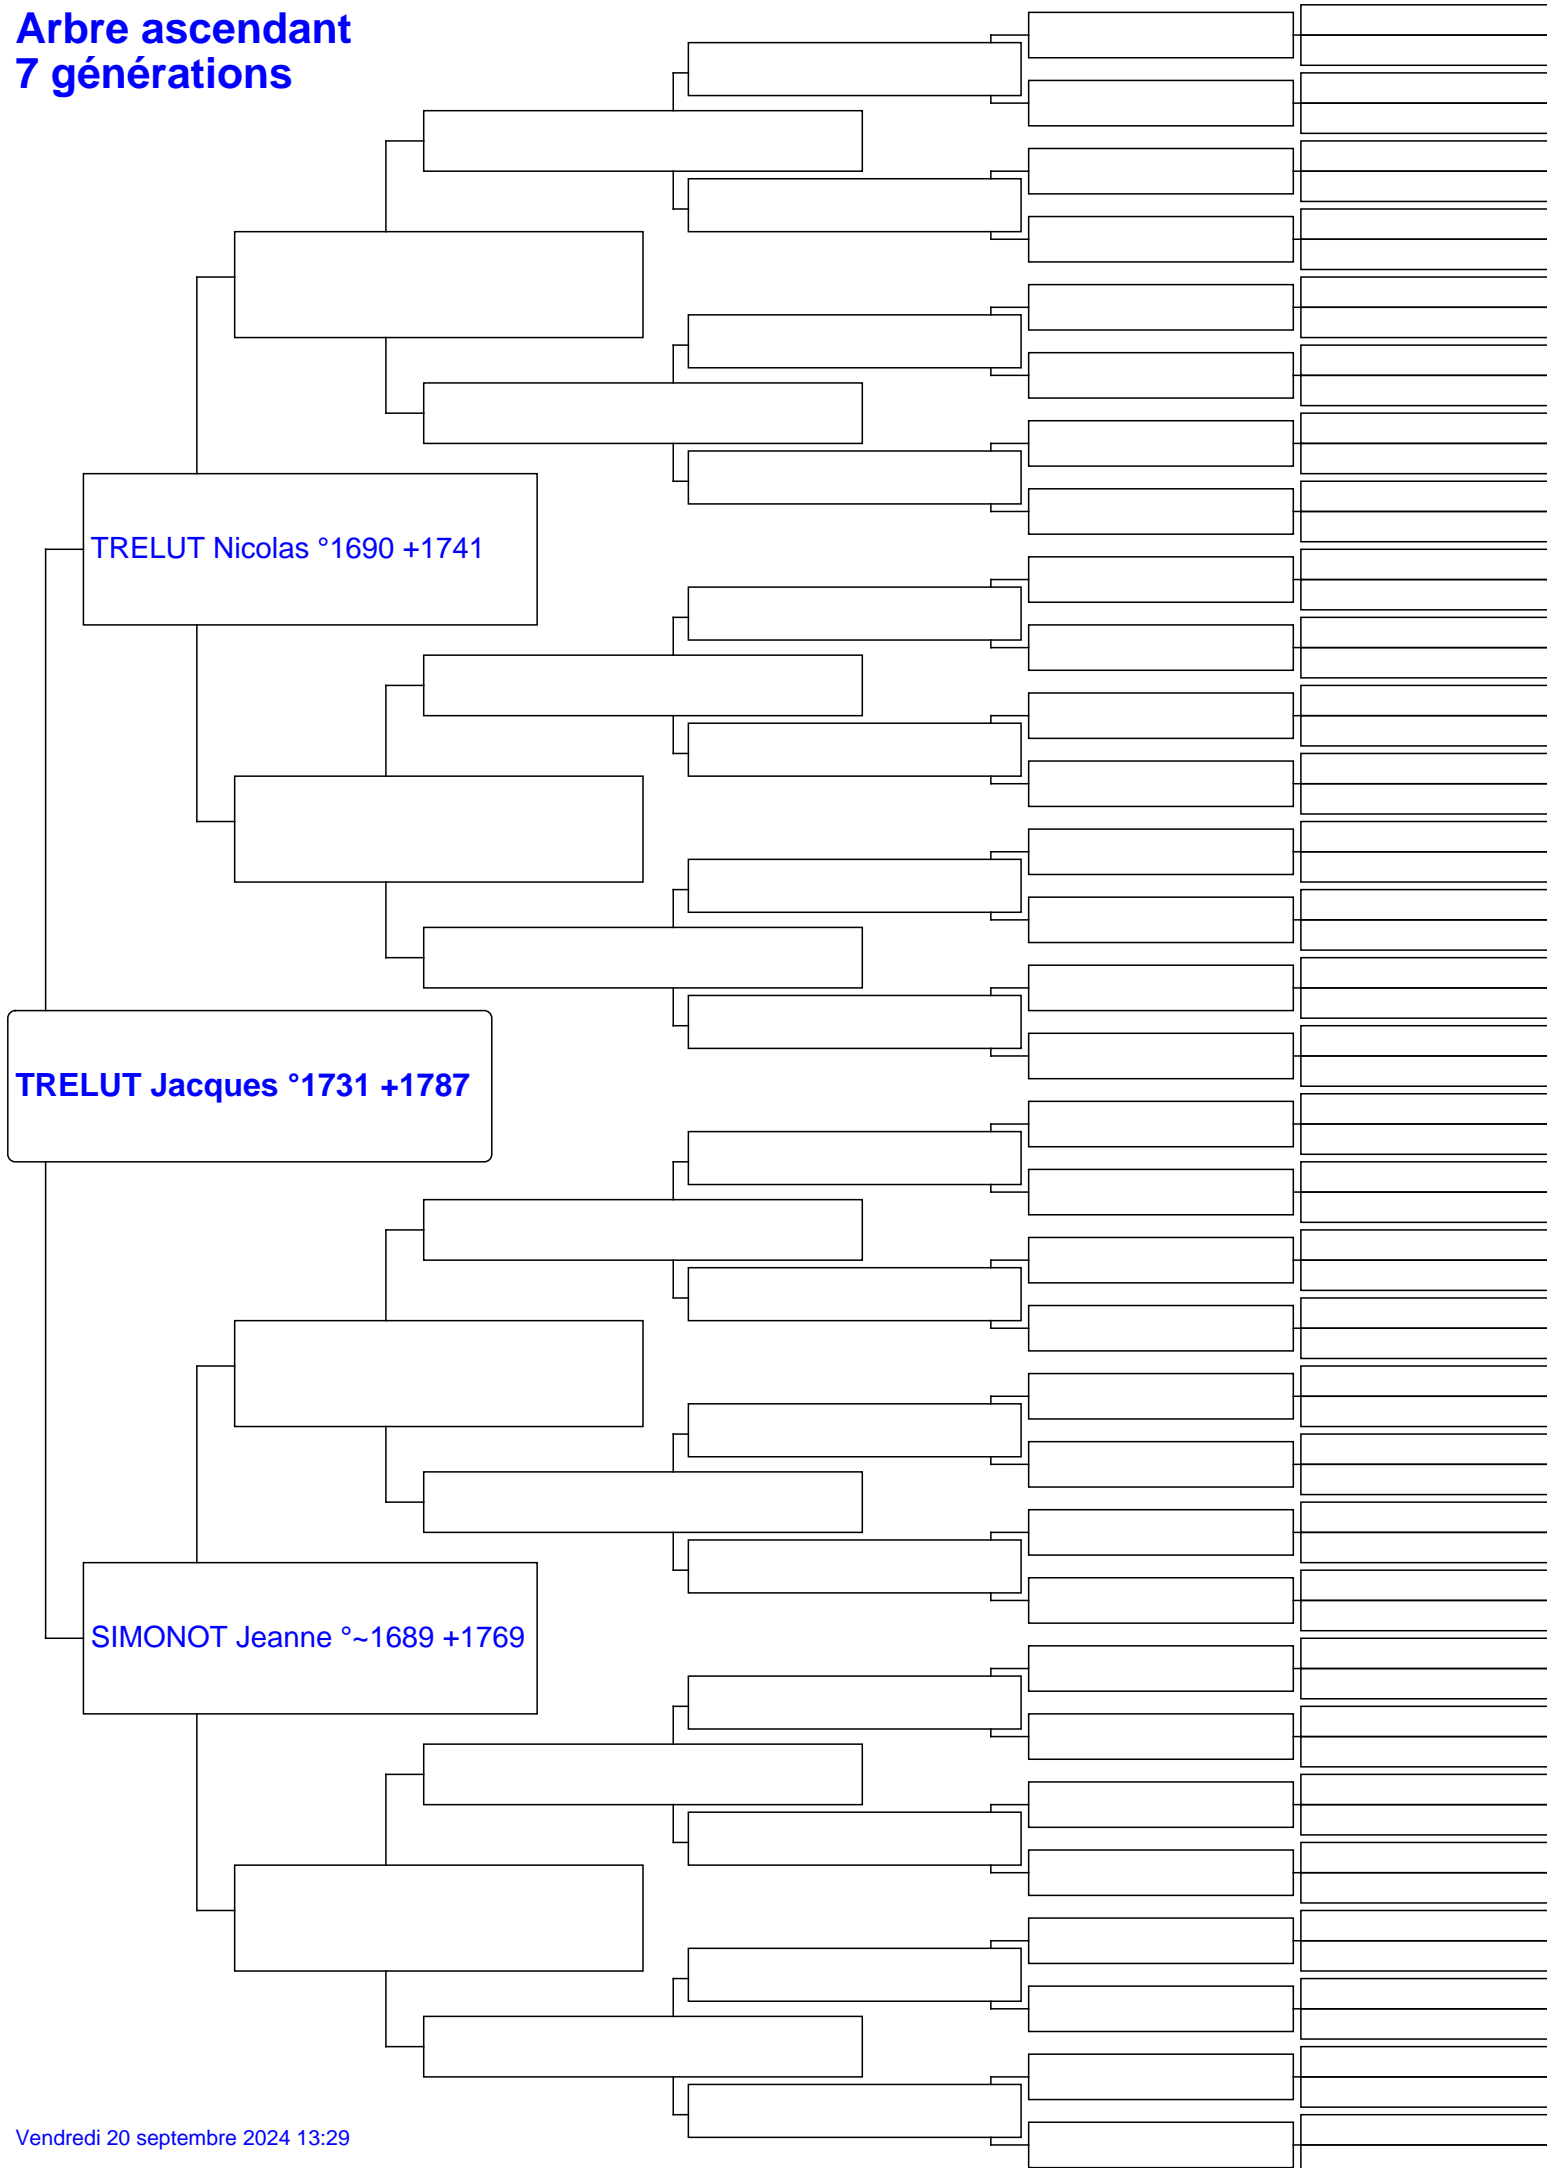 Arbre ascendant
7 générations
TRELUT Nicolas °1690 +1741
TRELUT Jacques °1731 +1787
SIMONOT Jeanne °~1689 +1769
Vendredi 20 septembre 2024 13:29